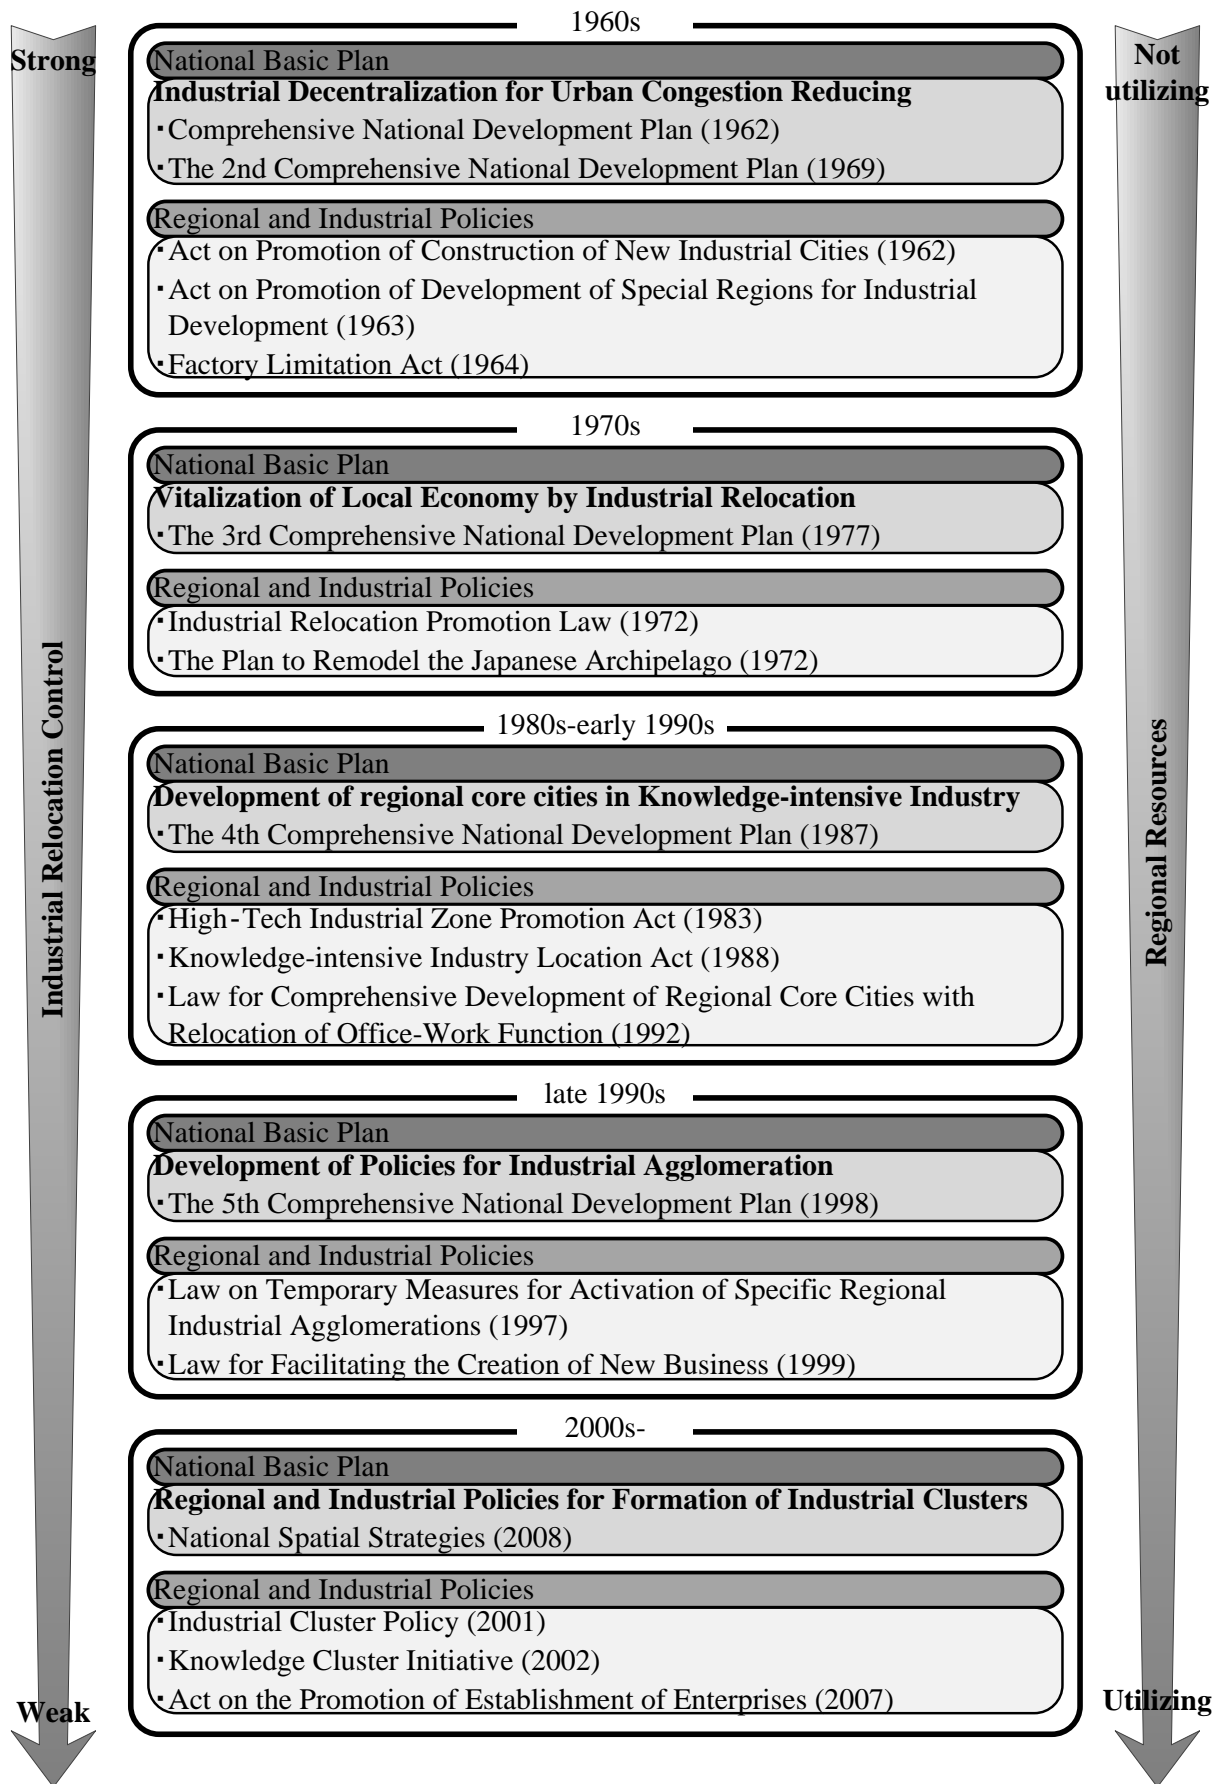 1960s
Strong
Not
utilizing
National Basic Plan
Industrial Decentralization for Urban Congestion Reducing
・Comprehensive National Development Plan (1962)
・The 2nd Comprehensive National Development Plan (1969)
Regional and Industrial Policies
・Act on Promotion of Construction of New Industrial Cities (1962)
・Act on Promotion of Development of Special Regions for Industrial
Development (1963)
・Factory Limitation Act (1964)
1970s
National Basic Plan
Vitalization of Local Economy by Industrial Relocation
・The 3rd Comprehensive National Development Plan (1977)
Regional and Industrial Policies
・Industrial Relocation Promotion Law (1972)
・The Plan to Remodel the Japanese Archipelago (1972)
Industrial Relocation Control
Regional Resources
1980s-early 1990s
National Basic Plan
Development of regional core cities in Knowledge-intensive Industry
・The 4th Comprehensive National Development Plan (1987)
Regional and Industrial Policies
・High-Tech Industrial Zone Promotion Act (1983)
・Knowledge-intensive Industry Location Act (1988)
・Law for Comprehensive Development of Regional Core Cities with
Relocation of Office-Work Function (1992)
late 1990s
National Basic Plan
Development of Policies for Industrial Agglomeration
・The 5th Comprehensive National Development Plan (1998)
Regional and Industrial Policies
・Law on Temporary Measures for Activation of Specific Regional
Industrial Agglomerations (1997)
・Law for Facilitating the Creation of New Business (1999)
2000s-
National Basic Plan
Regional and Industrial Policies for Formation of Industrial Clusters
・National Spatial Strategies (2008)
Regional and Industrial Policies
・Industrial Cluster Policy (2001)
・Knowledge Cluster Initiative (2002)
・Act on the Promotion of Establishment of Enterprises (2007)
Weak
Utilizing